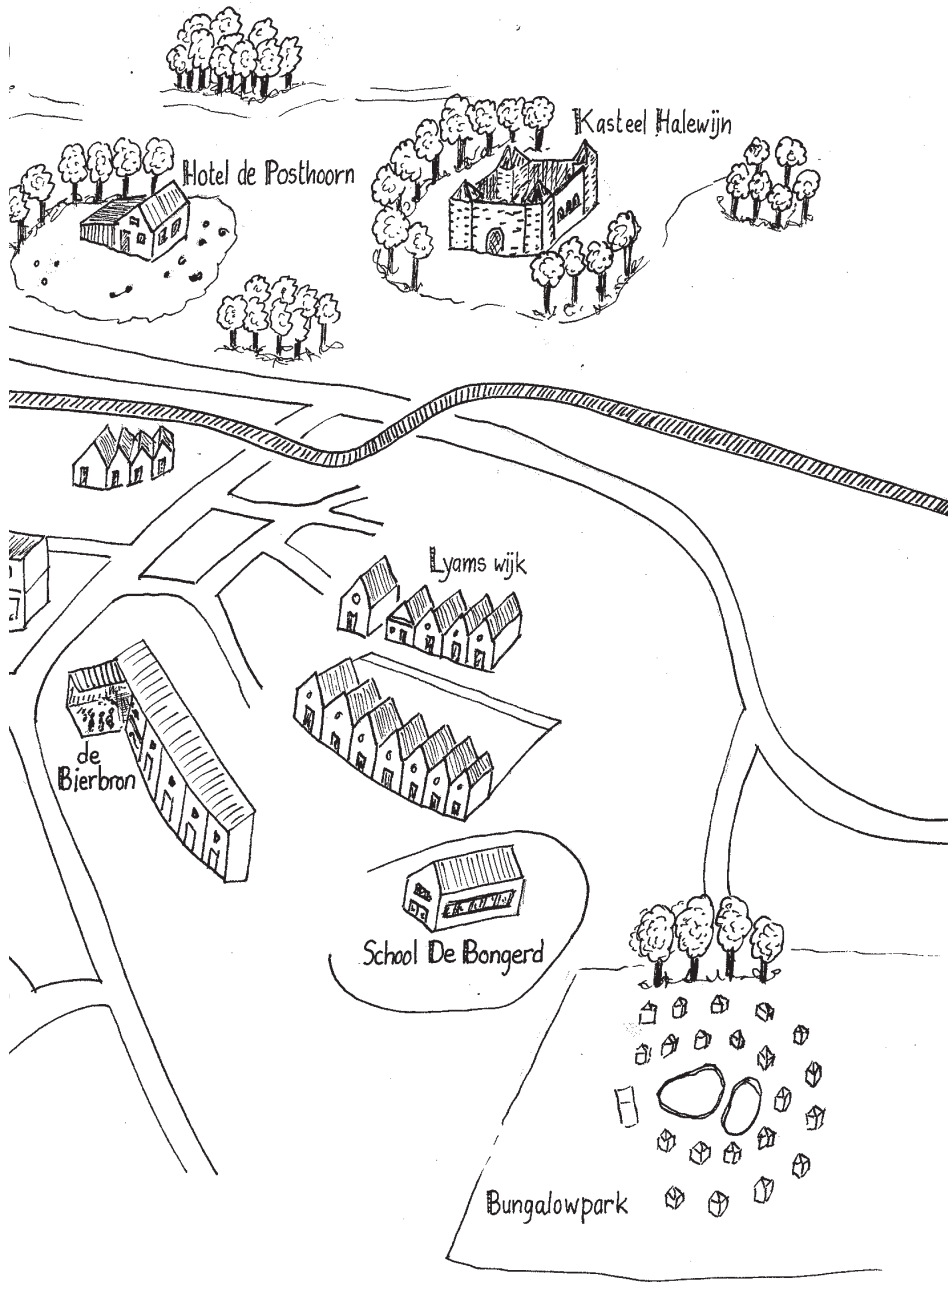 Kasteel Halewijn
Hotel de Posthoorn
Lyams wijk
de
Bierbron
School De Bongerd
Bungalowpark